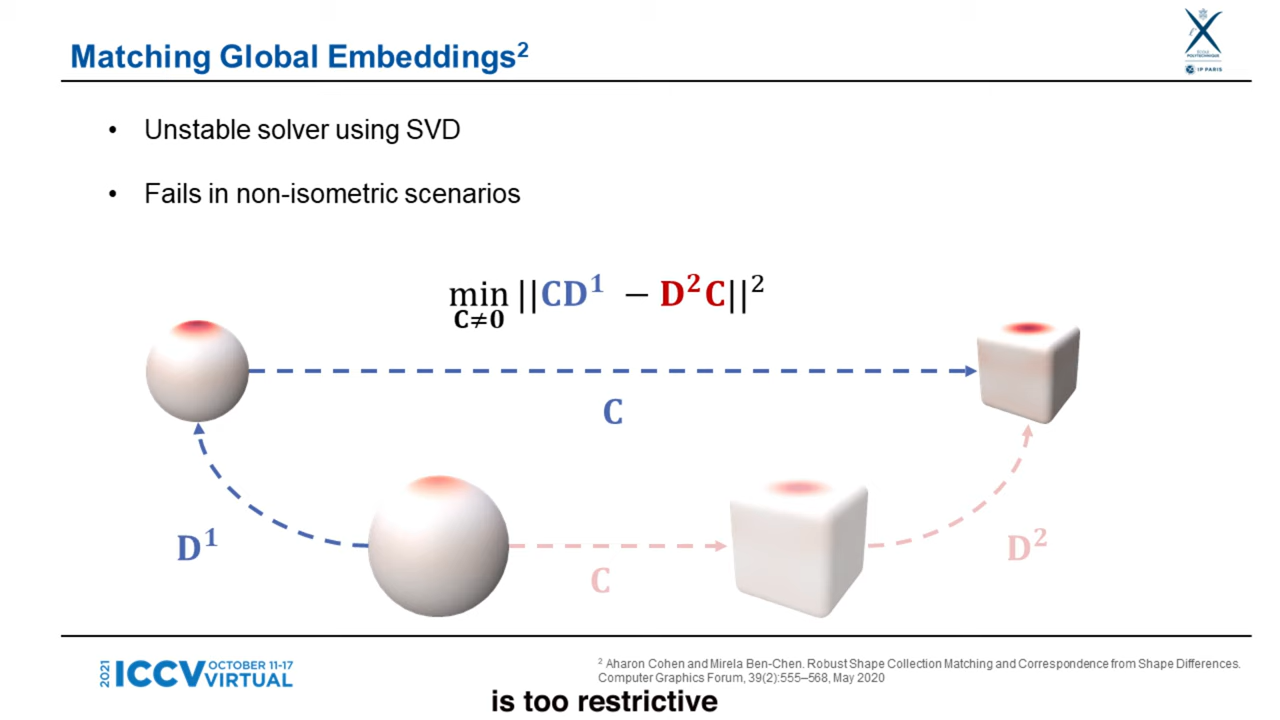 Matching Global Embeddings²
ÉCOLE
POLYTECHNIQUE
IP PARIS
• Unstable solver using SVD
• Fails in non-isometric scenarios
min ||CD¹ − D²C||²
C≠0
C
D¹
C
D²
2021 ICCV OCTOBER 11-17
VIRTUAL
² Aharon Cohen and Mirela Ben-Chen. Robust Shape Collection Matching and Correspondence from Shape Differences.
Computer Graphics Forum, 39(2):555–568, May 2020
is too restrictive